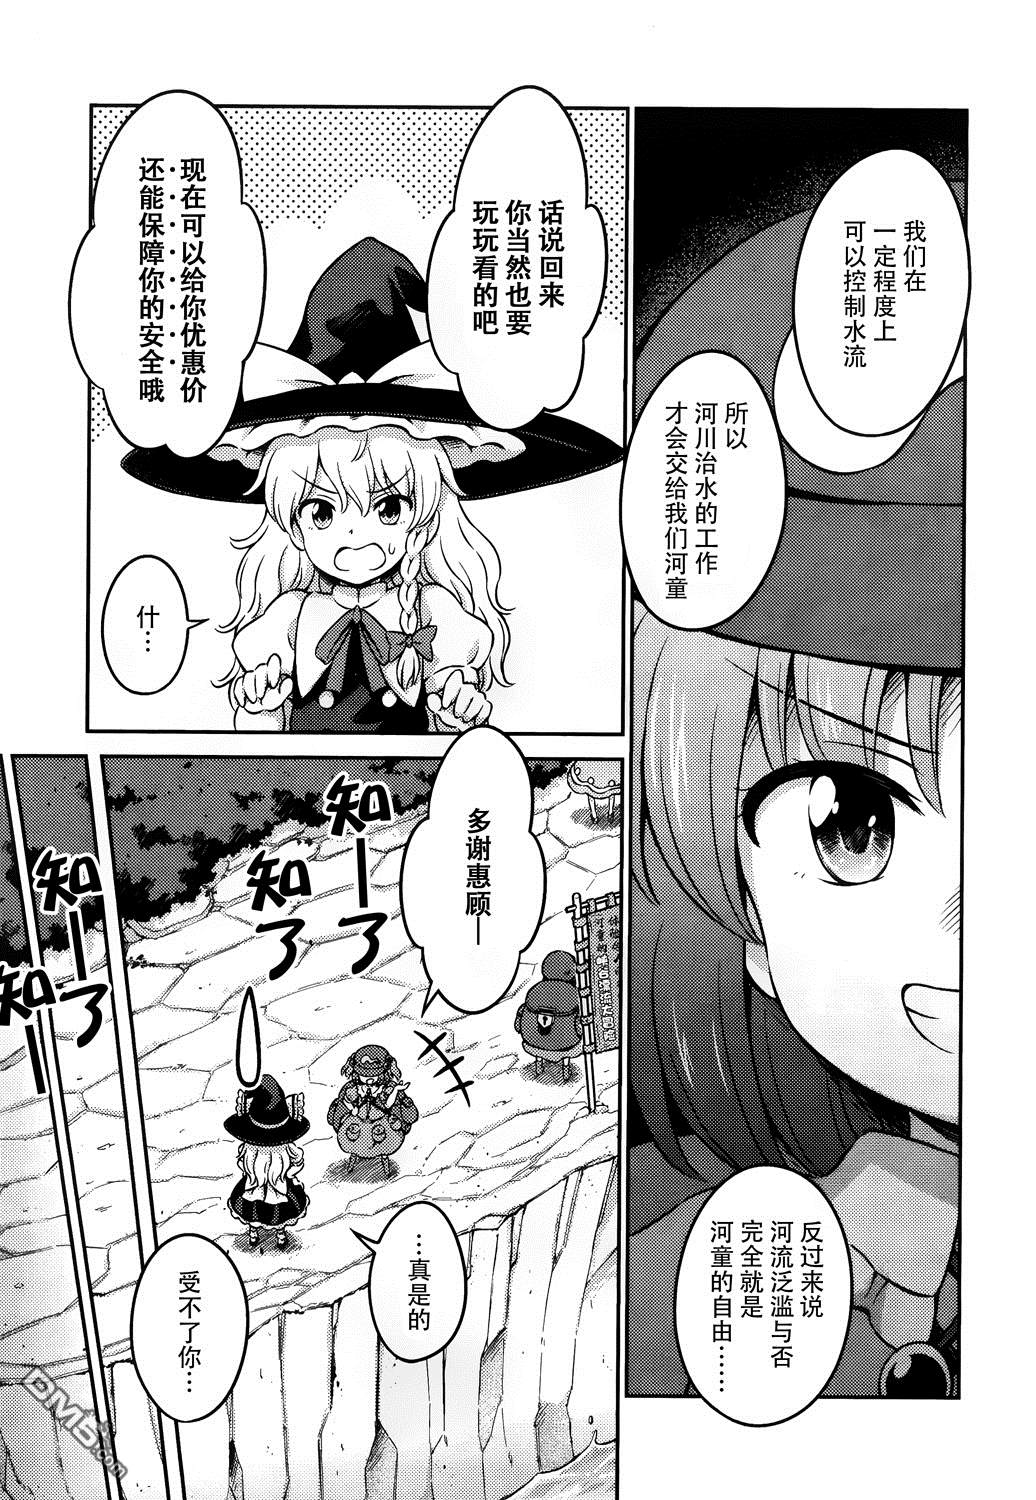 我们在
一定程度上
可以控制水流
所以
河川治水的工作
才会交给我们河童
反过来说
河流泛滥与否
完全就是
河童的自由……
话说回来
你当然也要
玩玩看的吧
现在可以给你优惠价
还能保障你的安全哦
什…
多谢惠顾—
知—了
知—了
知—了
知—
…真是的
受不了你…
DM5.com